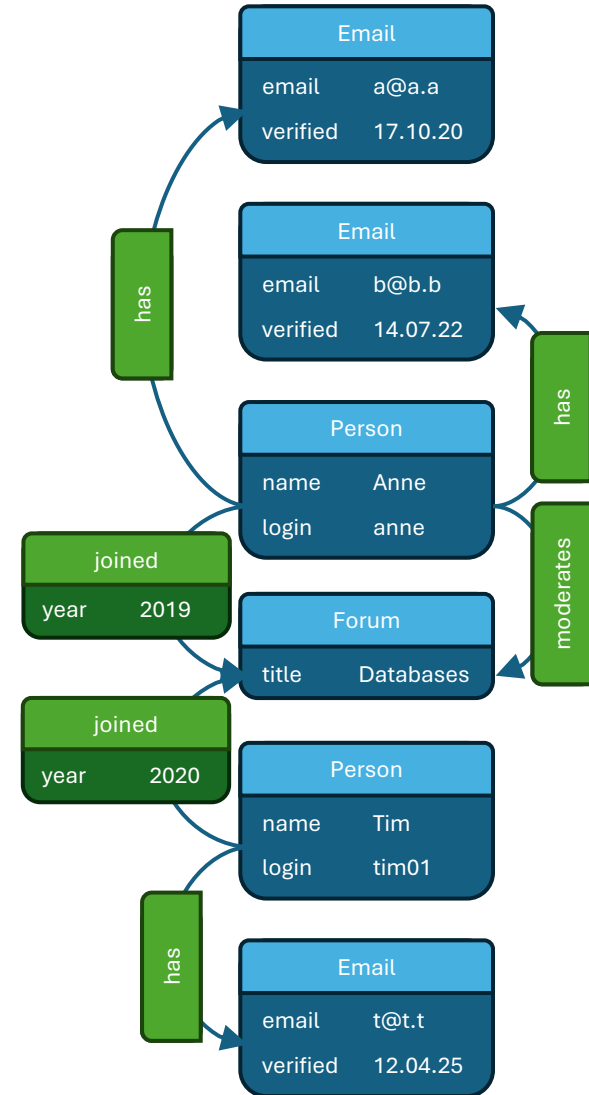 Email
email a@a.a
verified 17.10.20
Email
email b@b.b
verified 14.07.22
has
has
Person
name Anne
login anne
joined
year 2019
moderates
Forum
title Databases
joined
year 2020
Person
name Tim
login tim01
has
Email
email t@t.t
verified 12.04.25